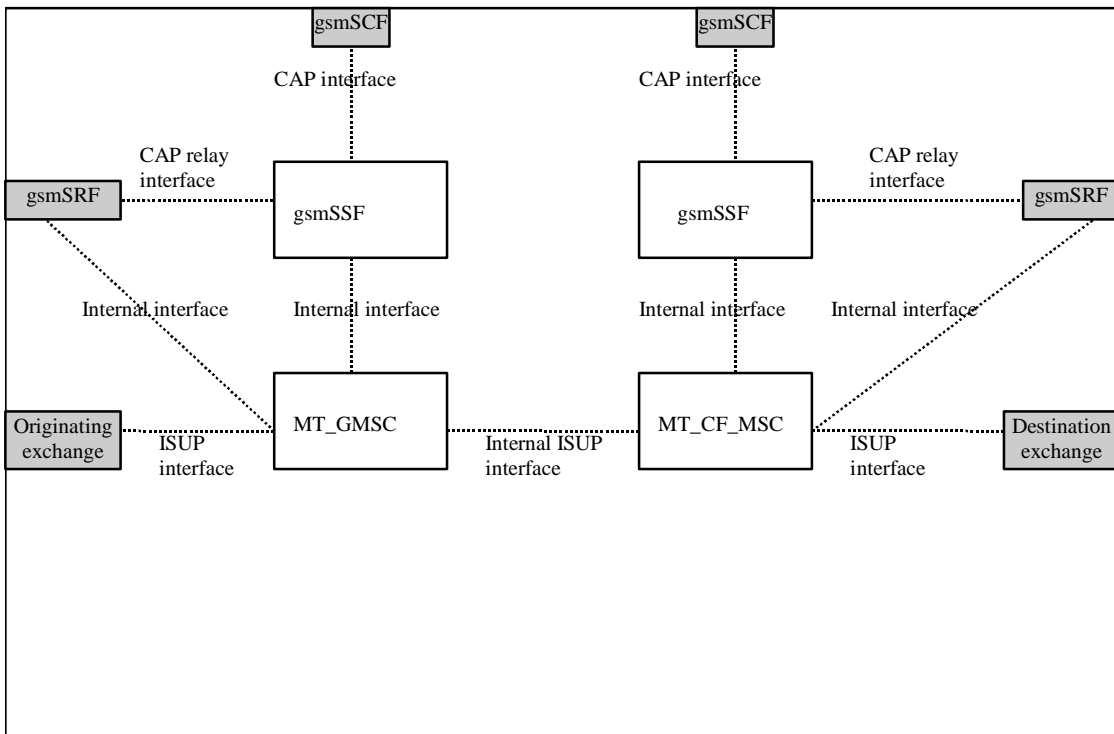 gsmSCF
gsmSCF
CAP interface
CAP interface
CAP relay
interface
CAP relay
interface
gsmSRF
gsmSSF
gsmSSF
gsmSRF
Internal interface
Internal interface
Internal interface
Internal interface
Originating
exchange
ISUP
interface
MT_GMSC
Internal ISUP
interface
MT_CF_MSC
ISUP
interface
Destination
exchange